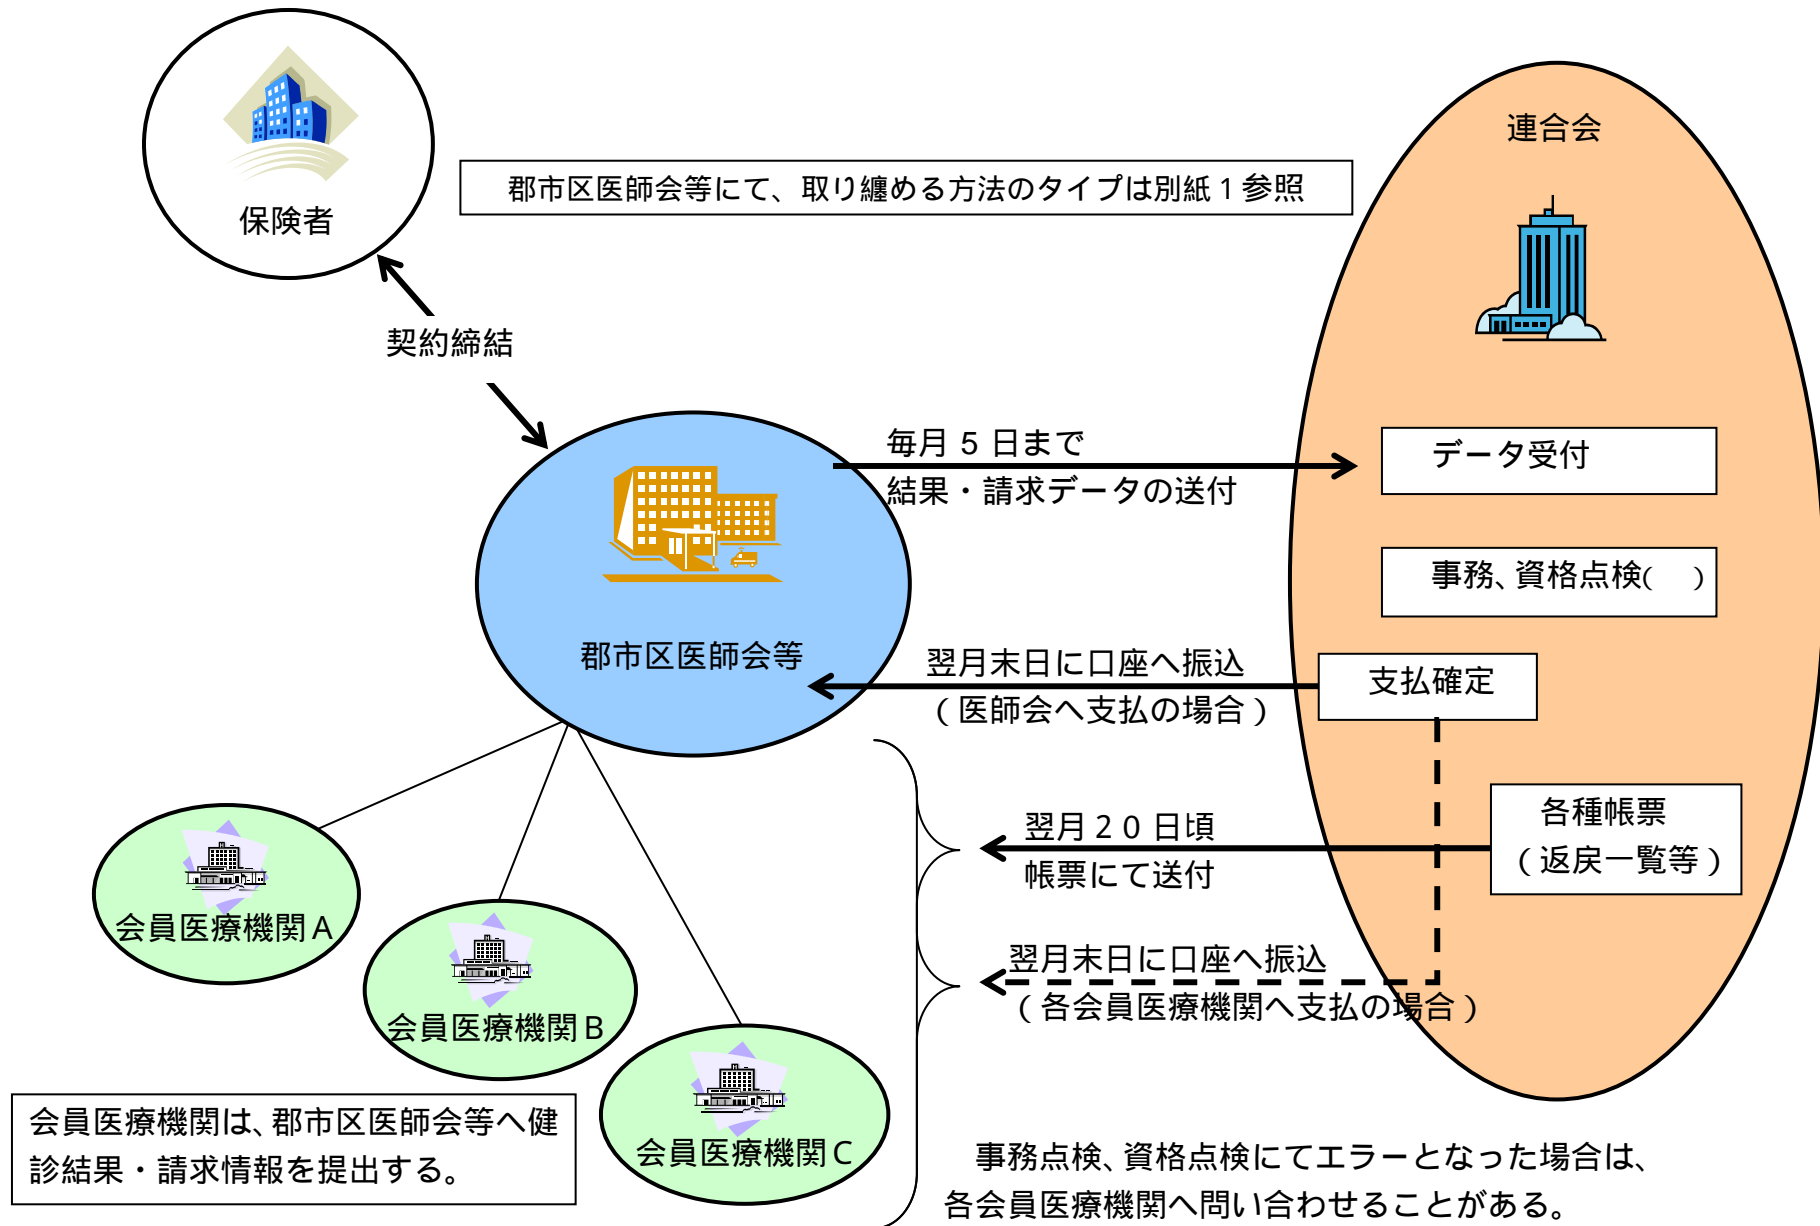 連合会
郡市区医師会等にて、取り纏める方法のタイプは別紙1参照
保険者
契約締結
毎月5日まで
結果・請求データの送付
データ受付
事務、資格点検(　)
郡市区医師会等
翌月末日に口座へ振込
(医師会へ支払の場合)
支払確定
翌月20日頃
帳票にて送付
各種帳票
(返戻一覧等)
会員医療機関A
翌月末日に口座へ振込
(各会員医療機関へ支払の場合)
会員医療機関B
会員医療機関は、郡市区医師会等へ健
診結果・請求情報を提出する。
会員医療機関C
事務点検、資格点検にてエラーとなった場合は、
各会員医療機関へ問い合わせることがある。